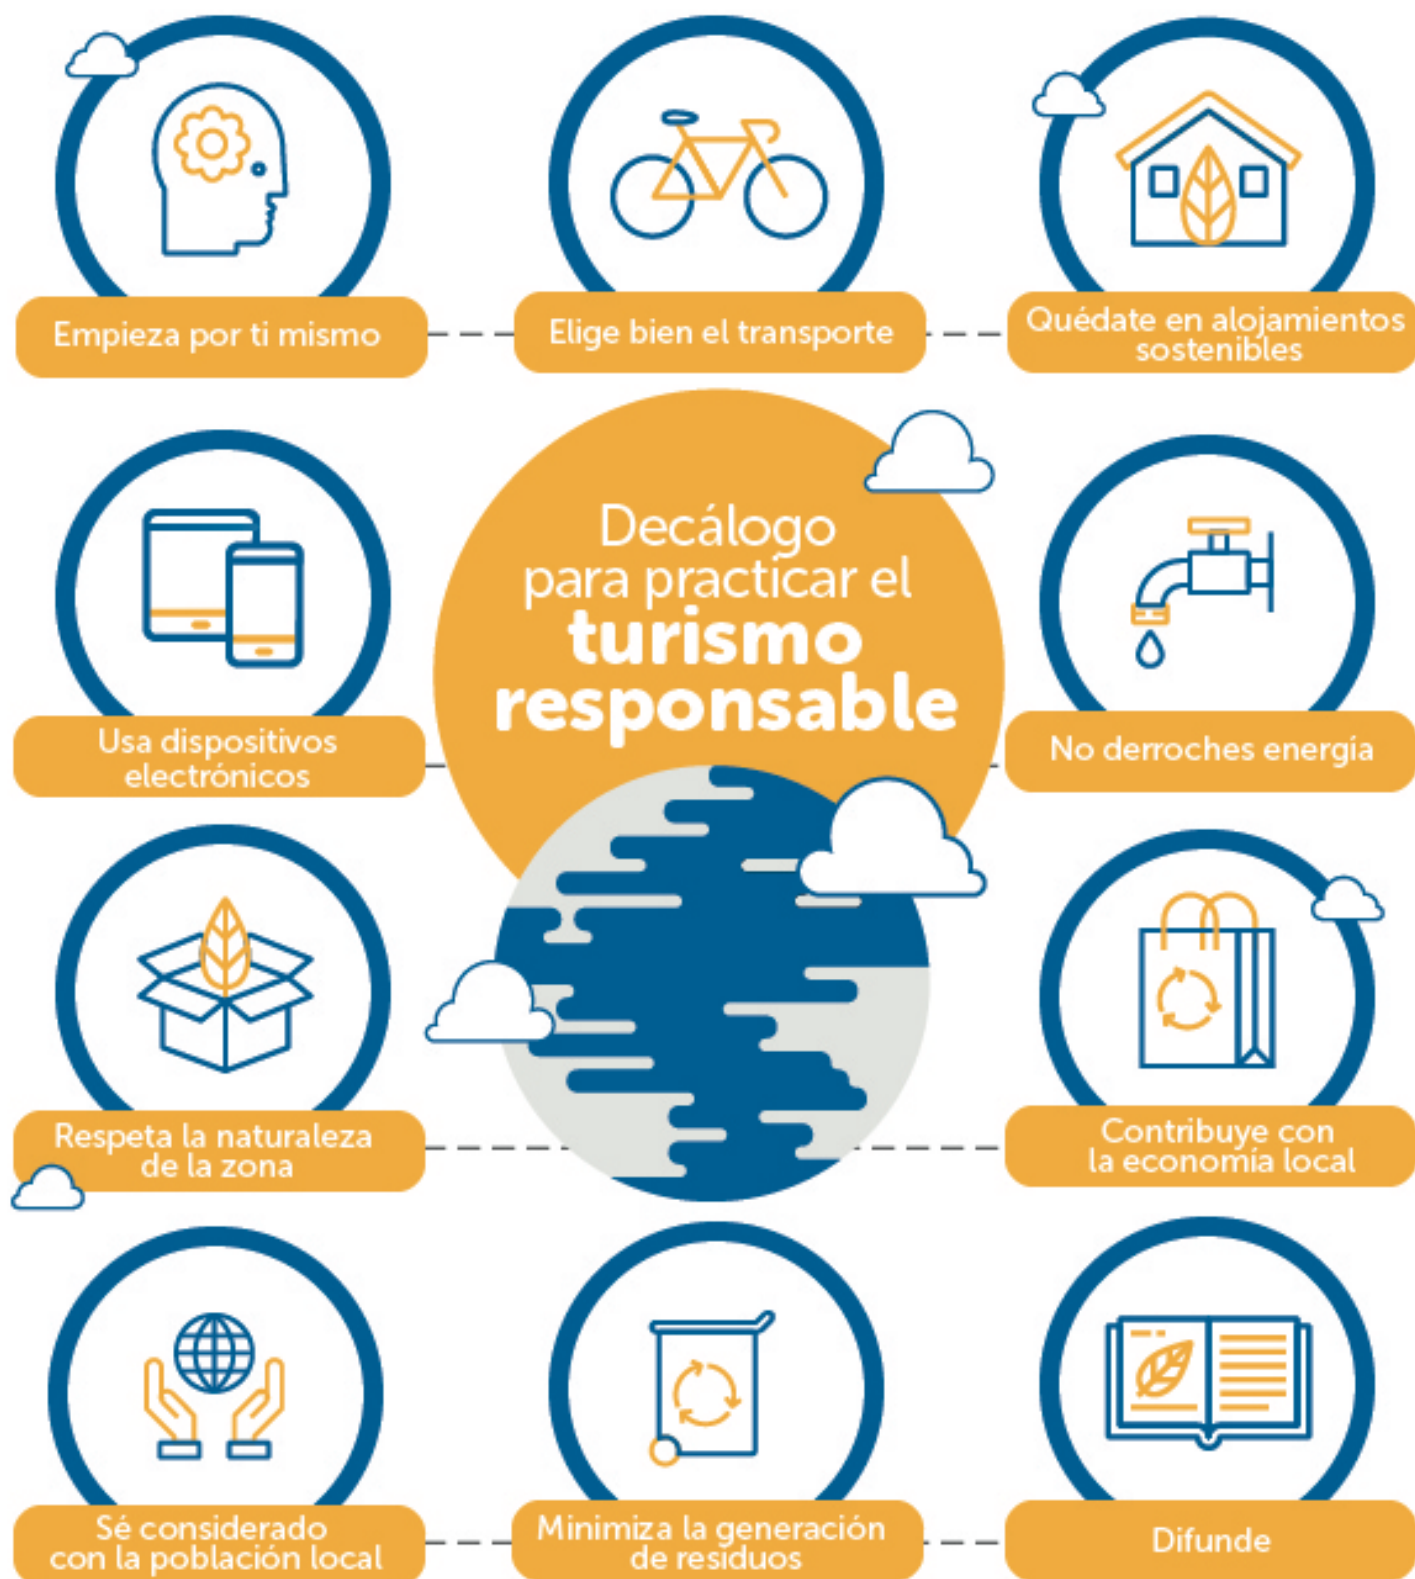 Empieza por ti mismo
Elige bien el transporte
Quédate en alojamientos
sostenibles
Decálogo
para practicar el
turismo
responsable
Usa dispositivos
electrónicos
No derroches energía
Respeta la naturaleza
de la zona
Contribuye con
la economía local
Sé considerado
con la población local
Minimiza la generación
de residuos
Difunde